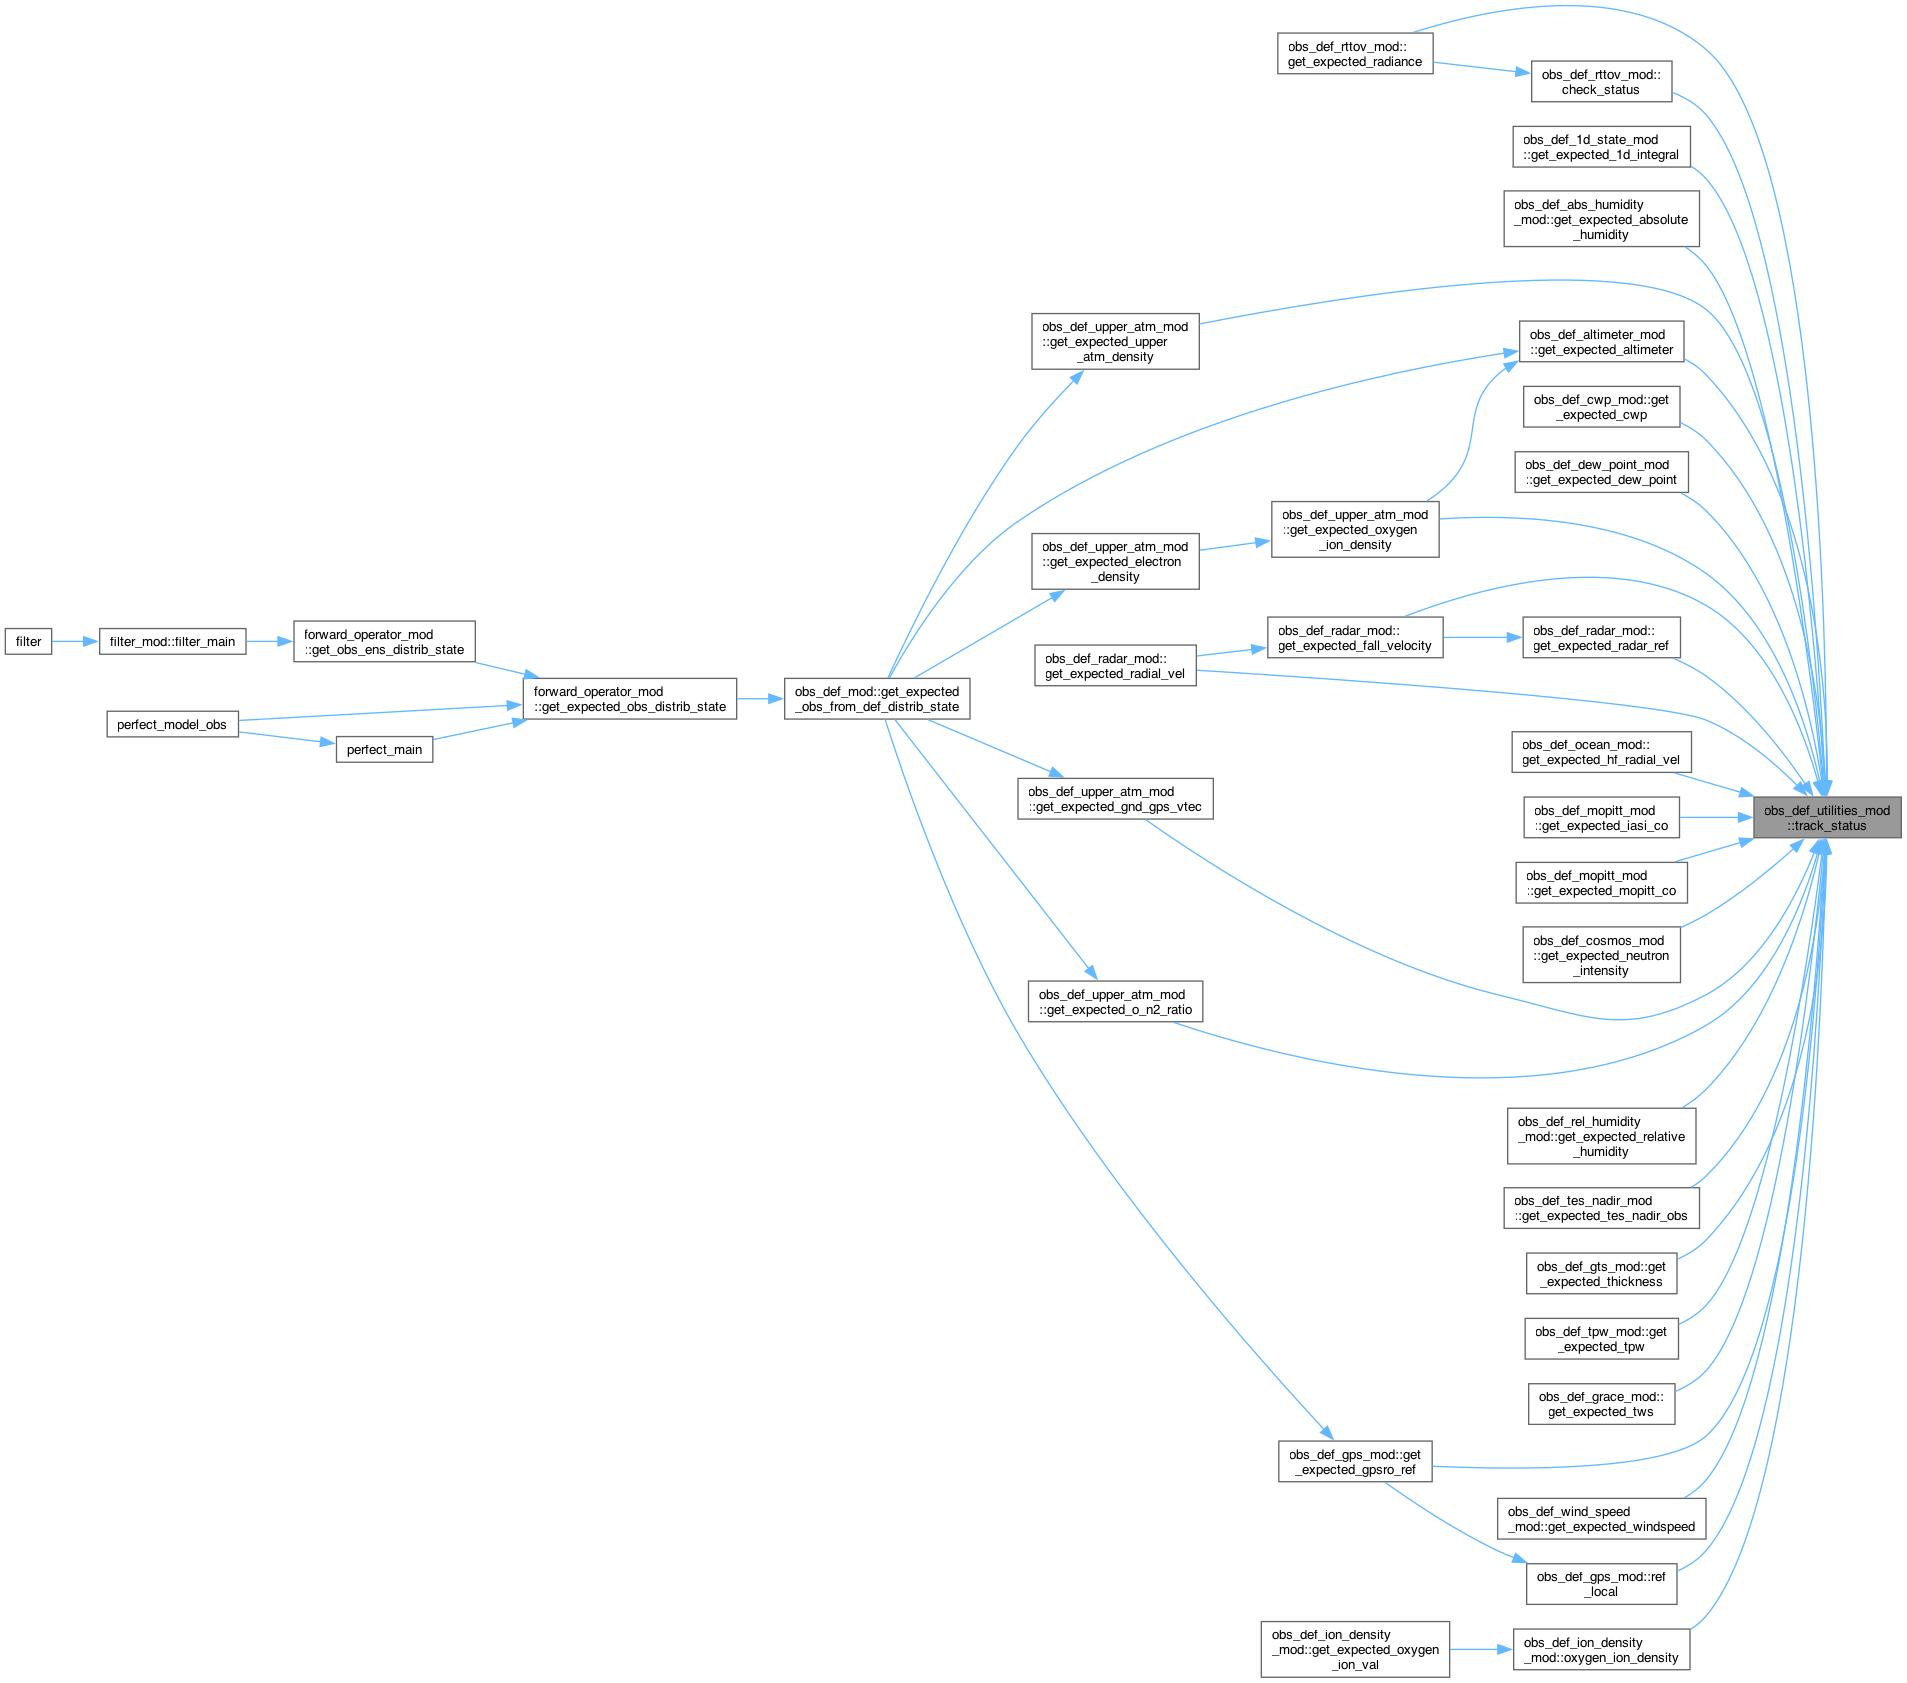 obs_def_rttov_mod::
get_expected_radiance
obs_def_rttov_mod::
check_status
obs_def_1d_state_mod
::get_expected_1d_integral
obs_def_abs_humidity
_mod::get_expected_absolute
_humidity
obs_def_upper_atm_mod
::get_expected_upper
_atm_density
obs_def_altimeter_mod
::get_expected_altimeter
obs_def_cwp_mod::get
_expected_cwp
obs_def_dew_point_mod
::get_expected_dew_point
obs_def_upper_atm_mod
::get_expected_oxygen
_ion_density
obs_def_upper_atm_mod
::get_expected_electron
_density
filter
filter_mod::filter_main
forward_operator_mod
::get_obs_ens_distrib_state
obs_def_radar_mod::
get_expected_fall_velocity
obs_def_radar_mod::
get_expected_radar_ref
obs_def_radar_mod::
get_expected_radial_vel
forward_operator_mod
::get_expected_obs_distrib_state
obs_def_mod::get_expected
_obs_from_def_distrib_state
perfect_model_obs
perfect_main
obs_def_ocean_mod::
get_expected_hf_radial_vel
obs_def_upper_atm_mod
::get_expected_gnd_gps_vtec
obs_def_mopitt_mod
::get_expected_iasi_co
obs_def_utilities_mod
::track_status
obs_def_mopitt_mod
::get_expected_mopitt_co
obs_def_cosmos_mod
::get_expected_neutron
_intensity
obs_def_upper_atm_mod
::get_expected_o_n2_ratio
obs_def_rel_humidity
_mod::get_expected_relative
_humidity
obs_def_tes_nadir_mod
::get_expected_tes_nadir_obs
obs_def_gts_mod::get
_expected_thickness
obs_def_tpw_mod::get
_expected_tpw
obs_def_grace_mod::
get_expected_tws
obs_def_gps_mod::get
_expected_gpsro_ref
obs_def_wind_speed
_mod::get_expected_windspeed
obs_def_gps_mod::ref
_local
obs_def_ion_density
_mod::get_expected_oxygen
_ion_val
obs_def_ion_density
_mod::oxygen_ion_density